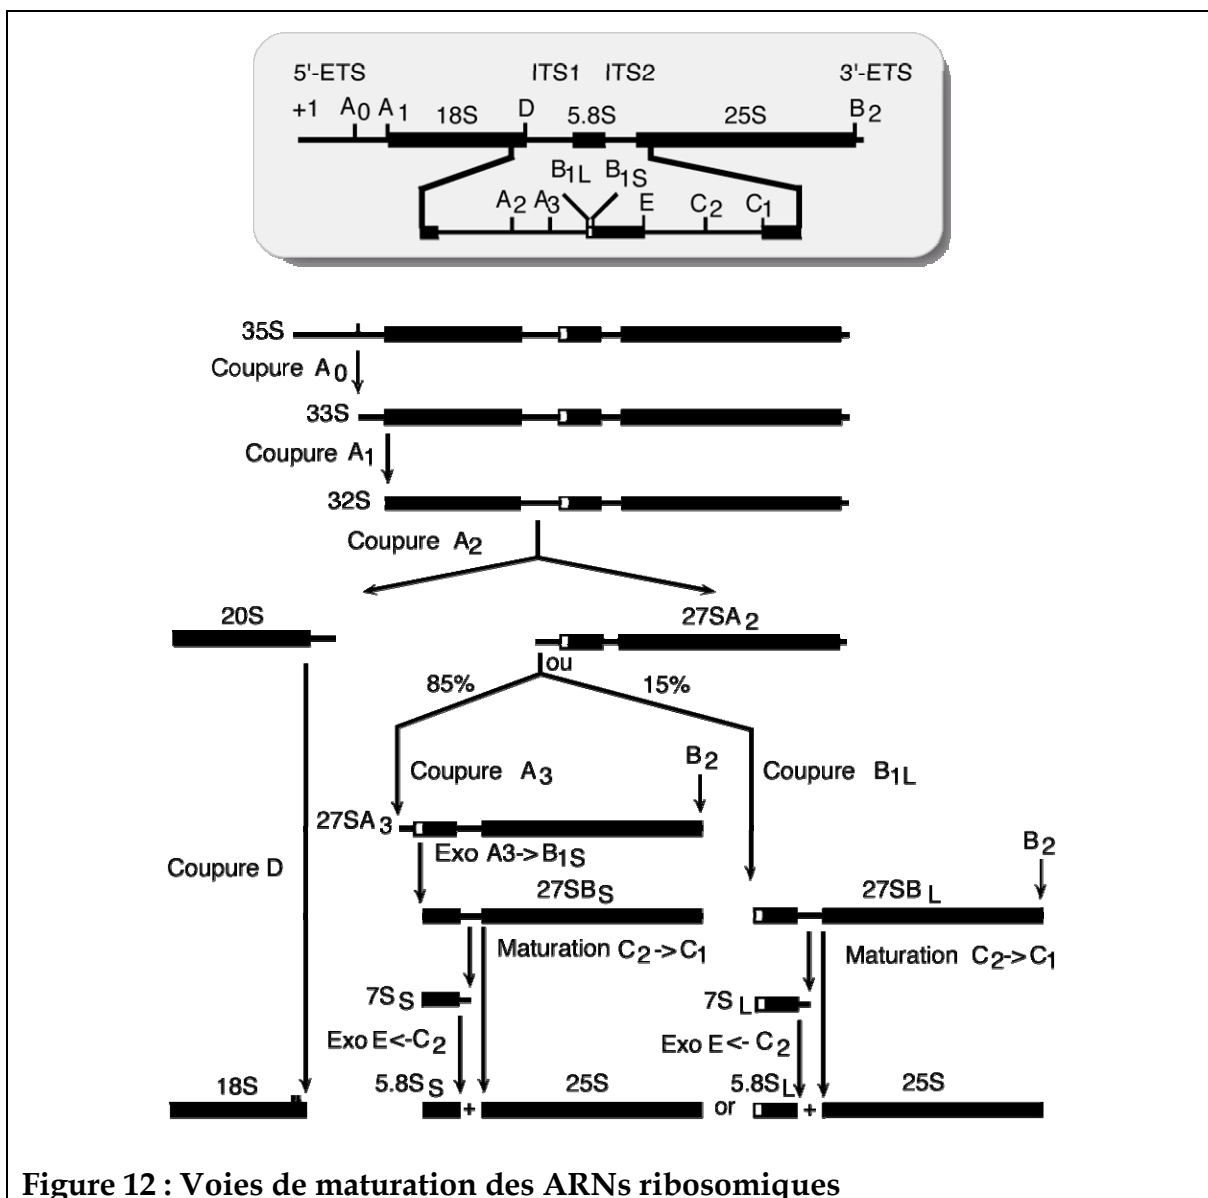 5'-ETS ITS1 ITS2 3'-ETS
+1 A0 A1 18S D 5.8S 25S B2
B1L B1S
A2 A3 E C2 C1
35S
Coupure A0
33S
Coupure A1
32S
Coupure A2
20S 27SA2
ou
85% 15%
Coupure A3 B2 Coupure B1L
27SA3
Exo A3->B1S B2
Coupure D
27SBS 27SBL
Maturation C2->C1 Maturation C2->C1
7SS 7SL
Exo E<-C2 Exo E<-C2
18S 5.8SS 25S 5.8SL 25S
+ or +
Figure 12 : Voies de maturation des ARNs ribosomiques